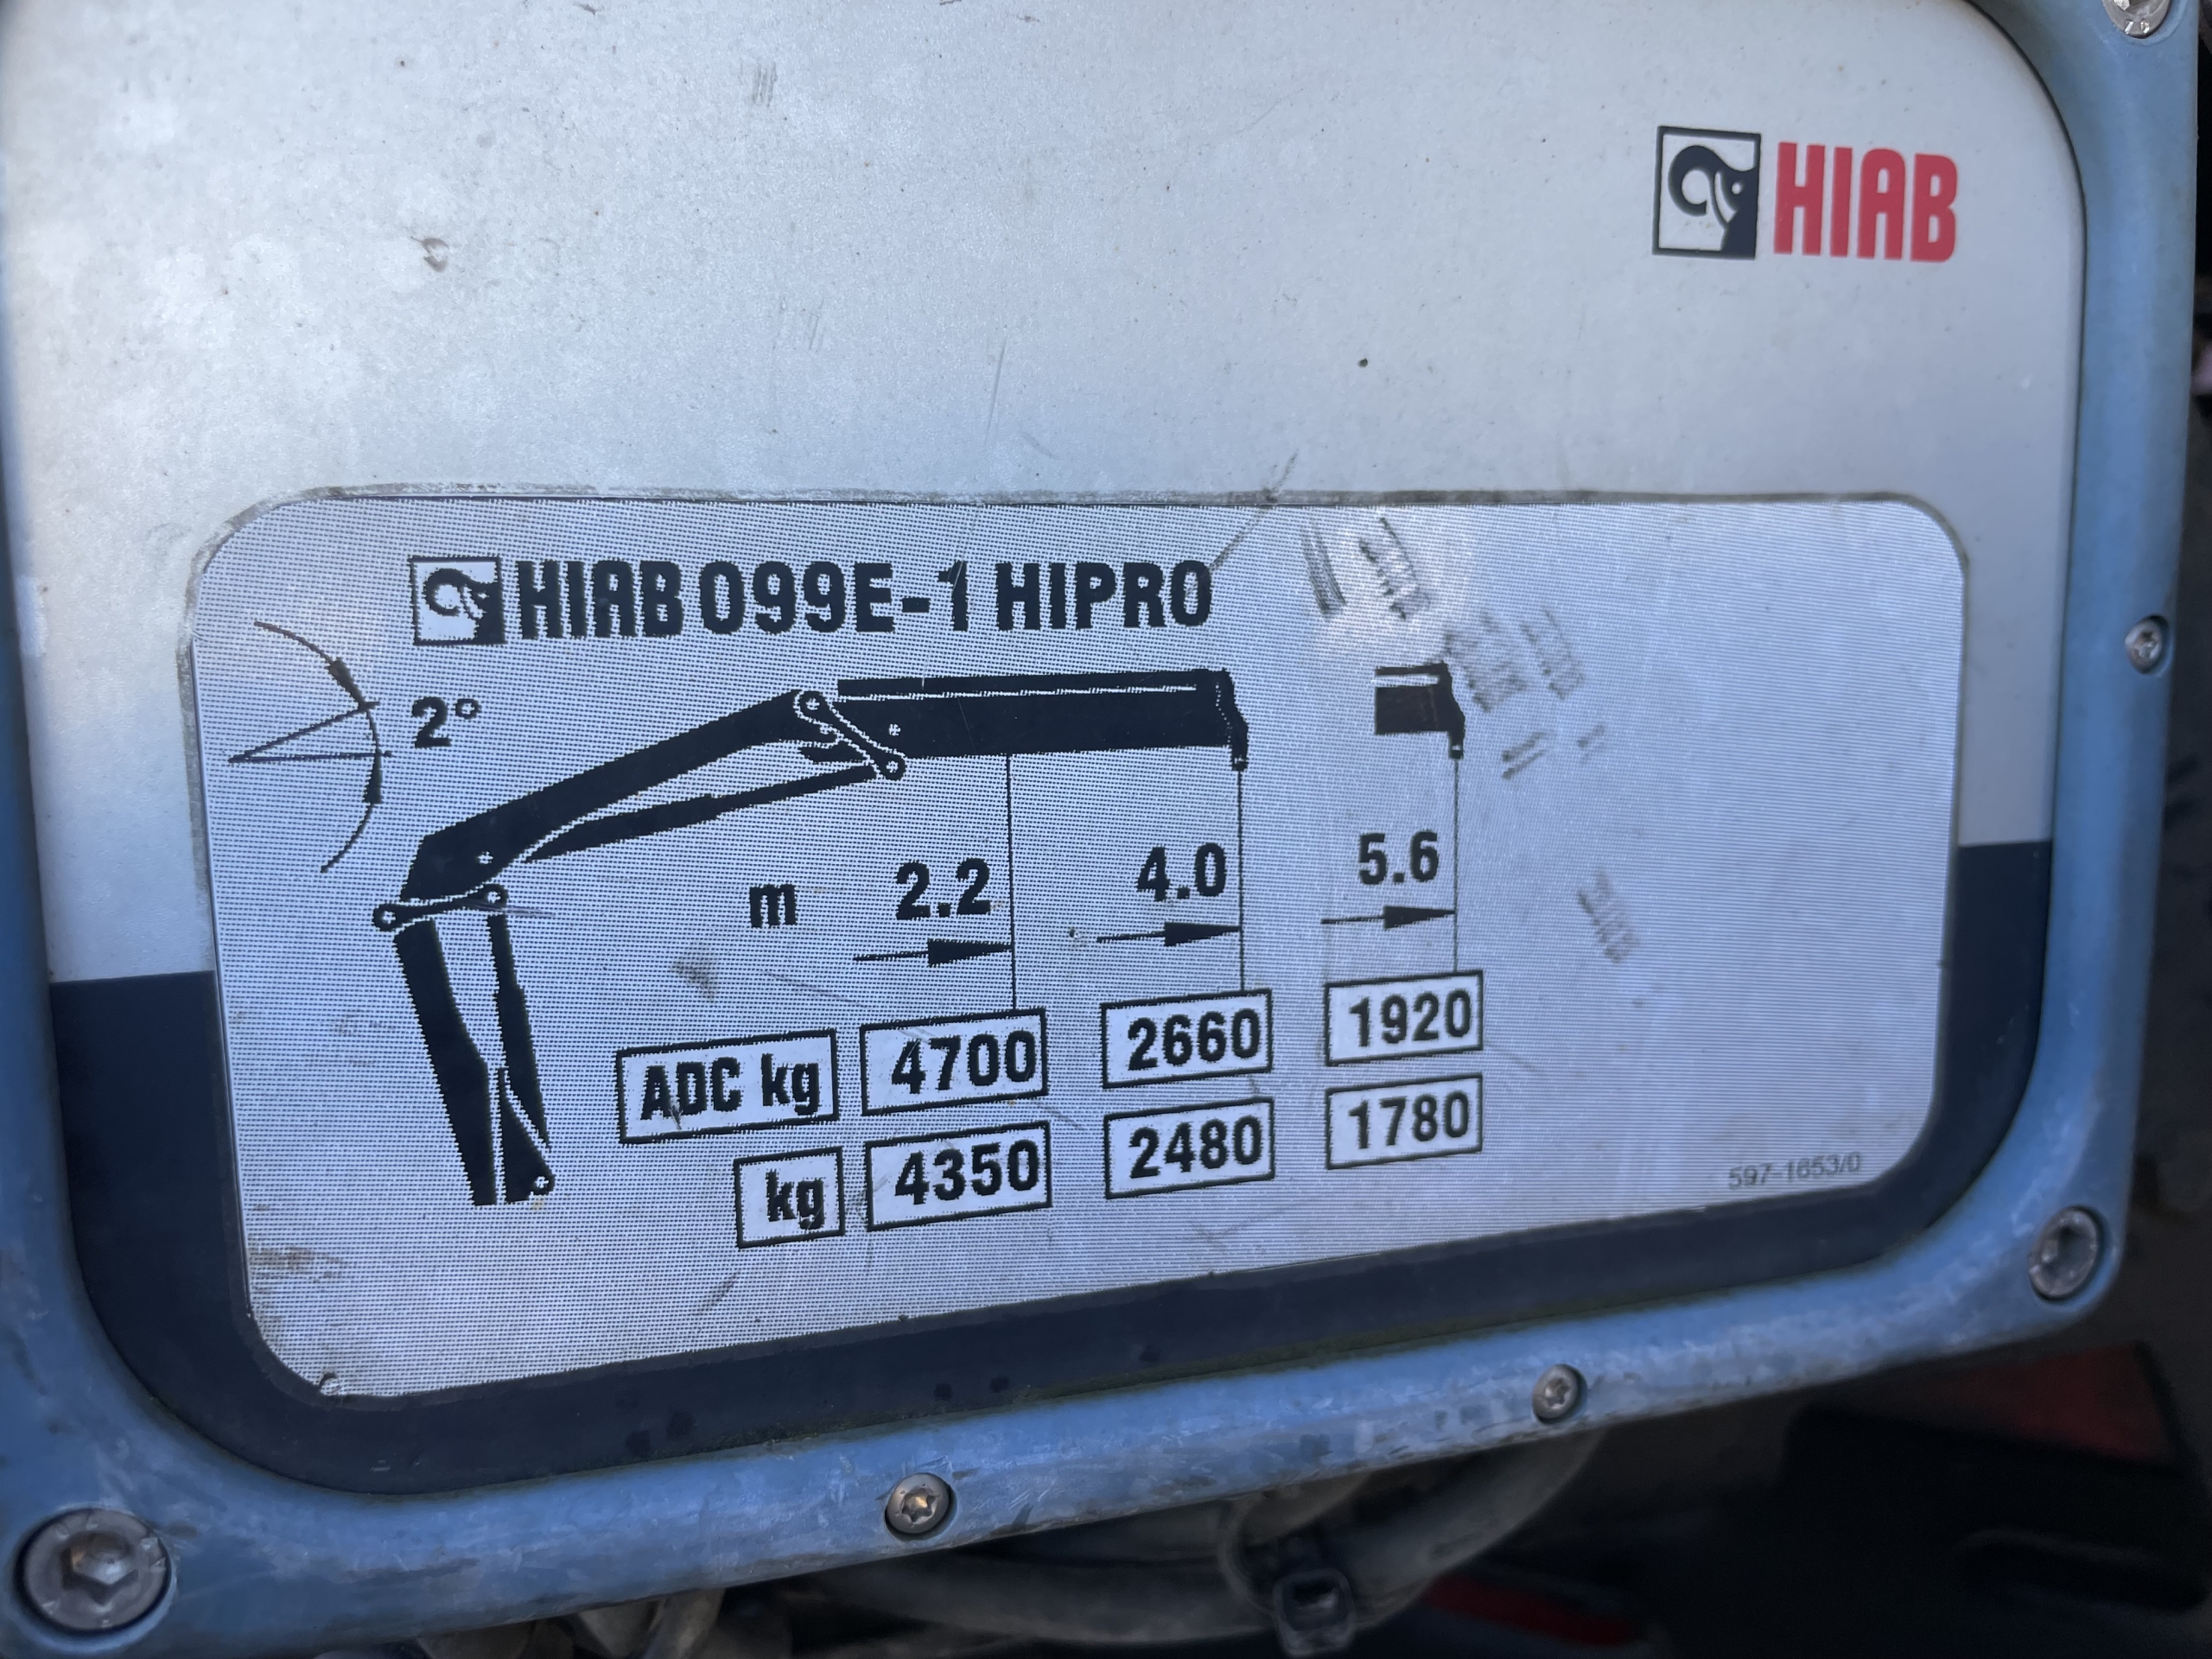 HIAB
HIAB 099E-1 HIPRO
2°
m 2.2 4.0 5.6
ADC kg 4700 2660 1920
kg 4350 2480 1780
597-1653/0